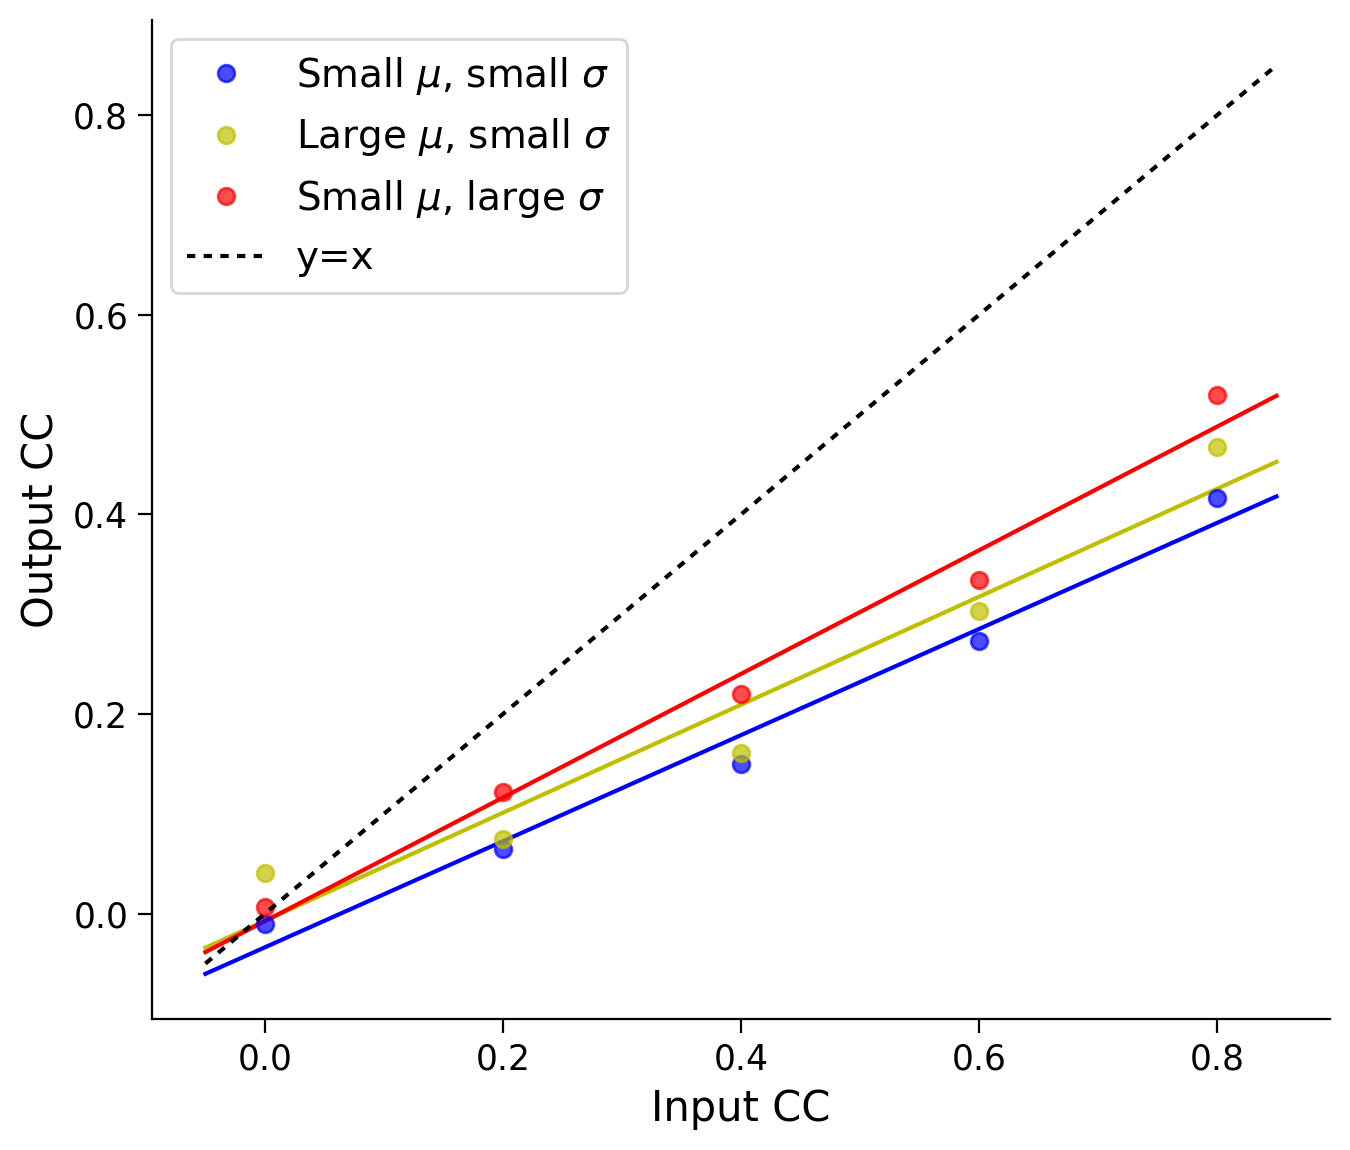 Small μ, small σ
Large μ, small σ
Small μ, large σ
y=x
0.8
0.6
0.4
0.2
0.0
Output CC
0.0 0.2 0.4 0.6 0.8
Input CC